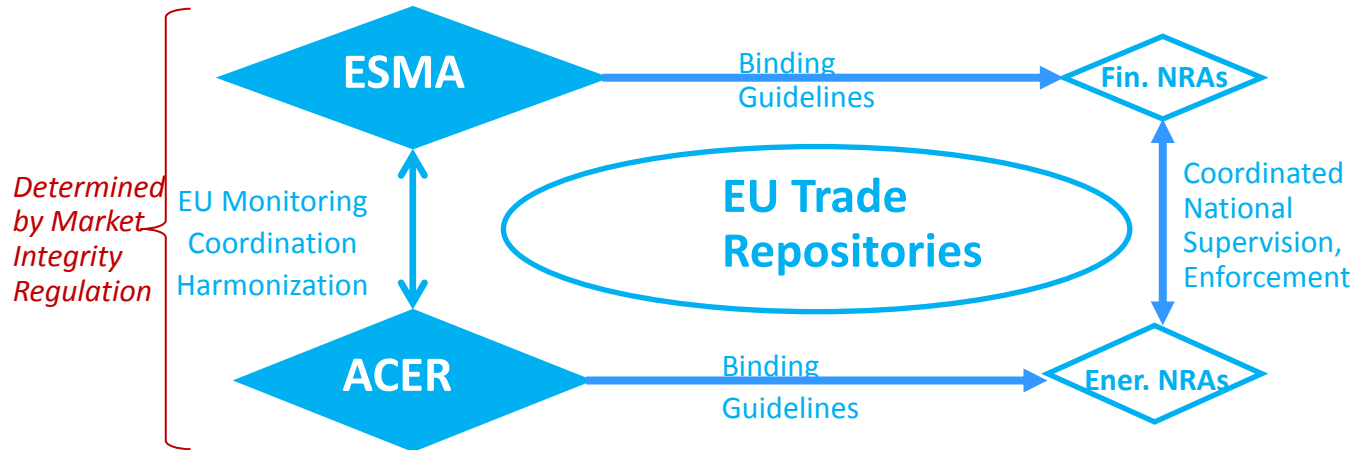 ESMA
Binding
Guidelines
Fin. NRAs
Determined
by Market
Integrity
Regulation
EU Monitoring
Coordination
Harmonization
EU Trade
Repositories
Coordinated
National
Supervision,
Enforcement
ACER
Binding
Guidelines
Ener. NRAs